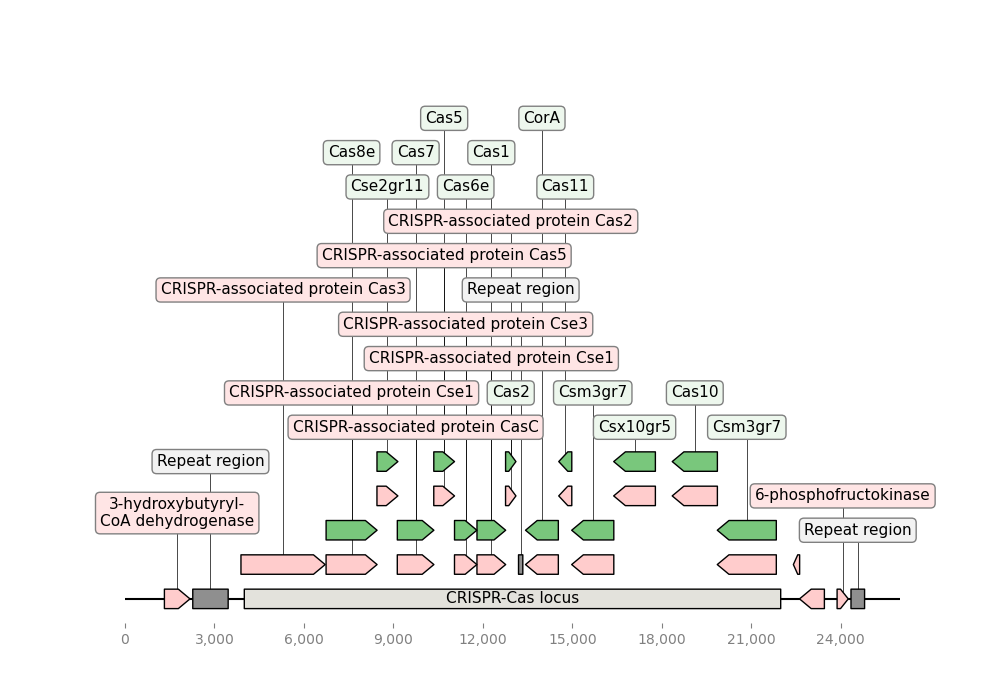 Cas5
CorA
Cas8e
Cas7
Cas1
Cse2gr11
Cas6e
Cas11
CRISPR-associated protein Cas2
CRISPR-associated protein Cas5
CRISPR-associated protein Cas3
Repeat region
CRISPR-associated protein Cse3
CRISPR-associated protein Cse1
CRISPR-associated protein Cse1
Cas2
Csm3gr7
Cas10
CRISPR-associated protein CasC
Csx10gr5
Csm3gr7
Repeat region
3-hydroxybutyryl-
CoA dehydrogenase
6-phosphofructokinase
Repeat region
CRISPR-Cas locus
0
3,000
6,000
9,000
12,000
15,000
18,000
21,000
24,000